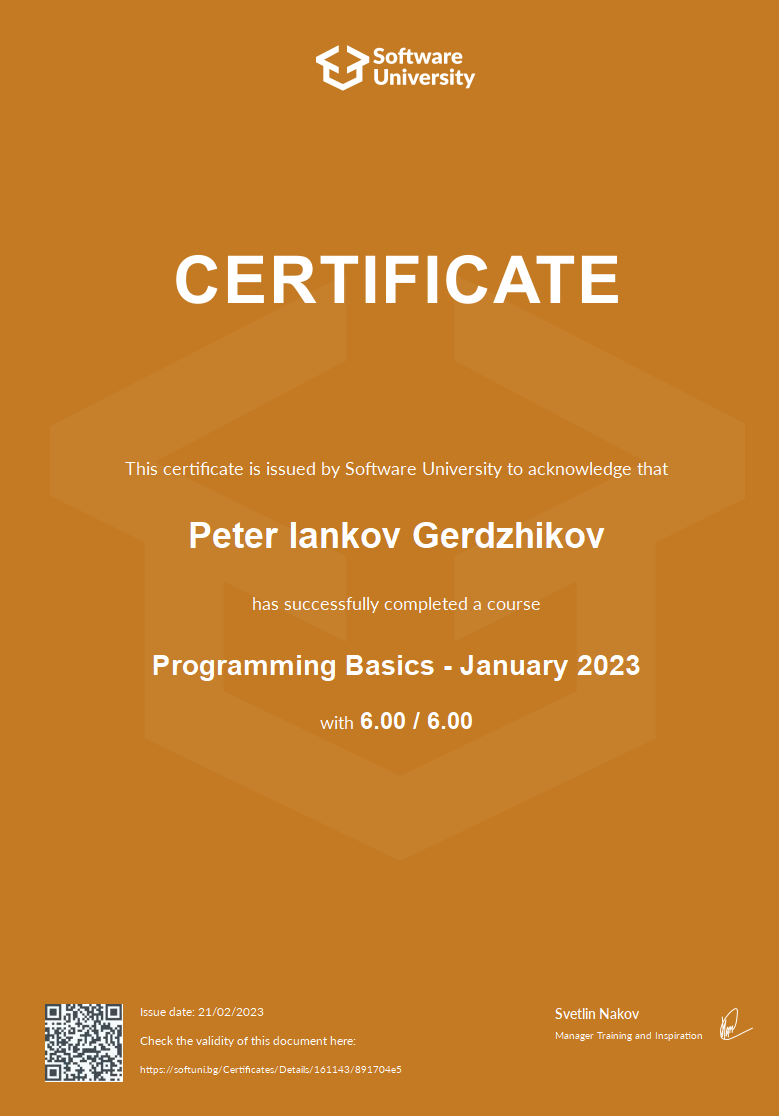 Software
University
CERTIFICATE
This certificate is issued by Software University to acknowledge that
Peter Iankov Gerdzhikov
has successfully completed a course
Programming Basics - January 2023
with 6.00 / 6.00
Issue date: 21/02/2023
Check the validity of this document here:
https://softuni.bg/Certificates/Details/161143/891704e5
Svetlin Nakov
Manager Training and Inspiration